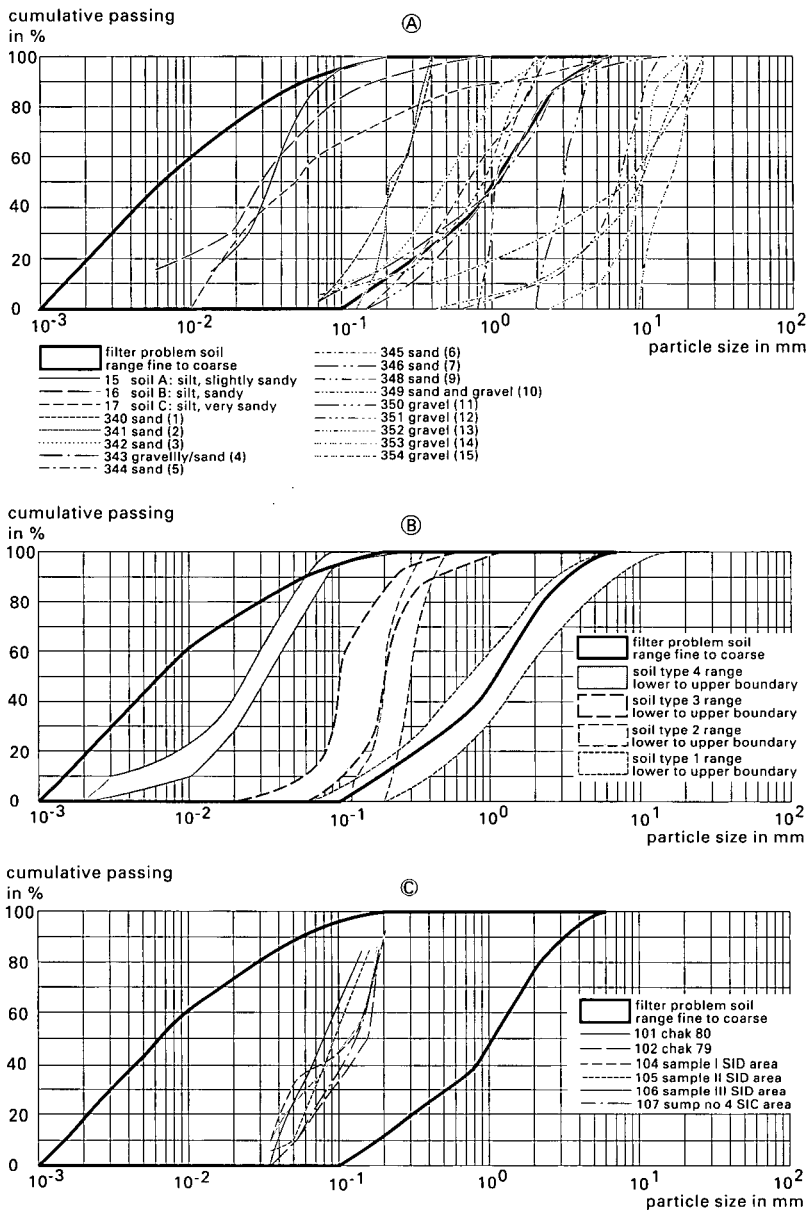 cumulative passing
in %
Ⓐ
100
80
60
40
20
0
10⁻³ 10⁻² 10⁻¹ 10⁰ 10¹ 10²
particle size in mm
filter problem soil
range fine to coarse
15 soil A: silt, slightly sandy
16 soil B: silt, sandy
17 soil C: silt, very sandy
340 sand (1)
341 sand (2)
342 sand (3)
343 gravellly/sand (4)
344 sand (5)
345 sand (6)
346 sand (7)
348 sand (9)
349 sand and gravel (10)
350 gravel (11)
351 gravel (12)
352 gravel (13)
353 gravel (14)
354 gravel (15)
cumulative passing
in %
Ⓑ
100
80
60
40
20
0
10⁻³ 10⁻² 10⁻¹ 10⁰ 10¹ 10²
particle size in mm
filter problem soil
range fine to coarse
soil type 4 range
lower to upper boundary
soil type 3 range
lower to upper boundary
soil type 2 range
lower to upper boundary
soil type 1 range
lower to upper boundary
cumulative passing
in %
Ⓒ
100
80
60
40
20
0
10⁻³ 10⁻² 10⁻¹ 10⁰ 10¹ 10²
particle size in mm
filter problem soil
range fine to coarse
101 chak 80
102 chak 79
104 sample I SID area
105 sample II SID area
106 sample III SID area
107 sump no 4 SIC area